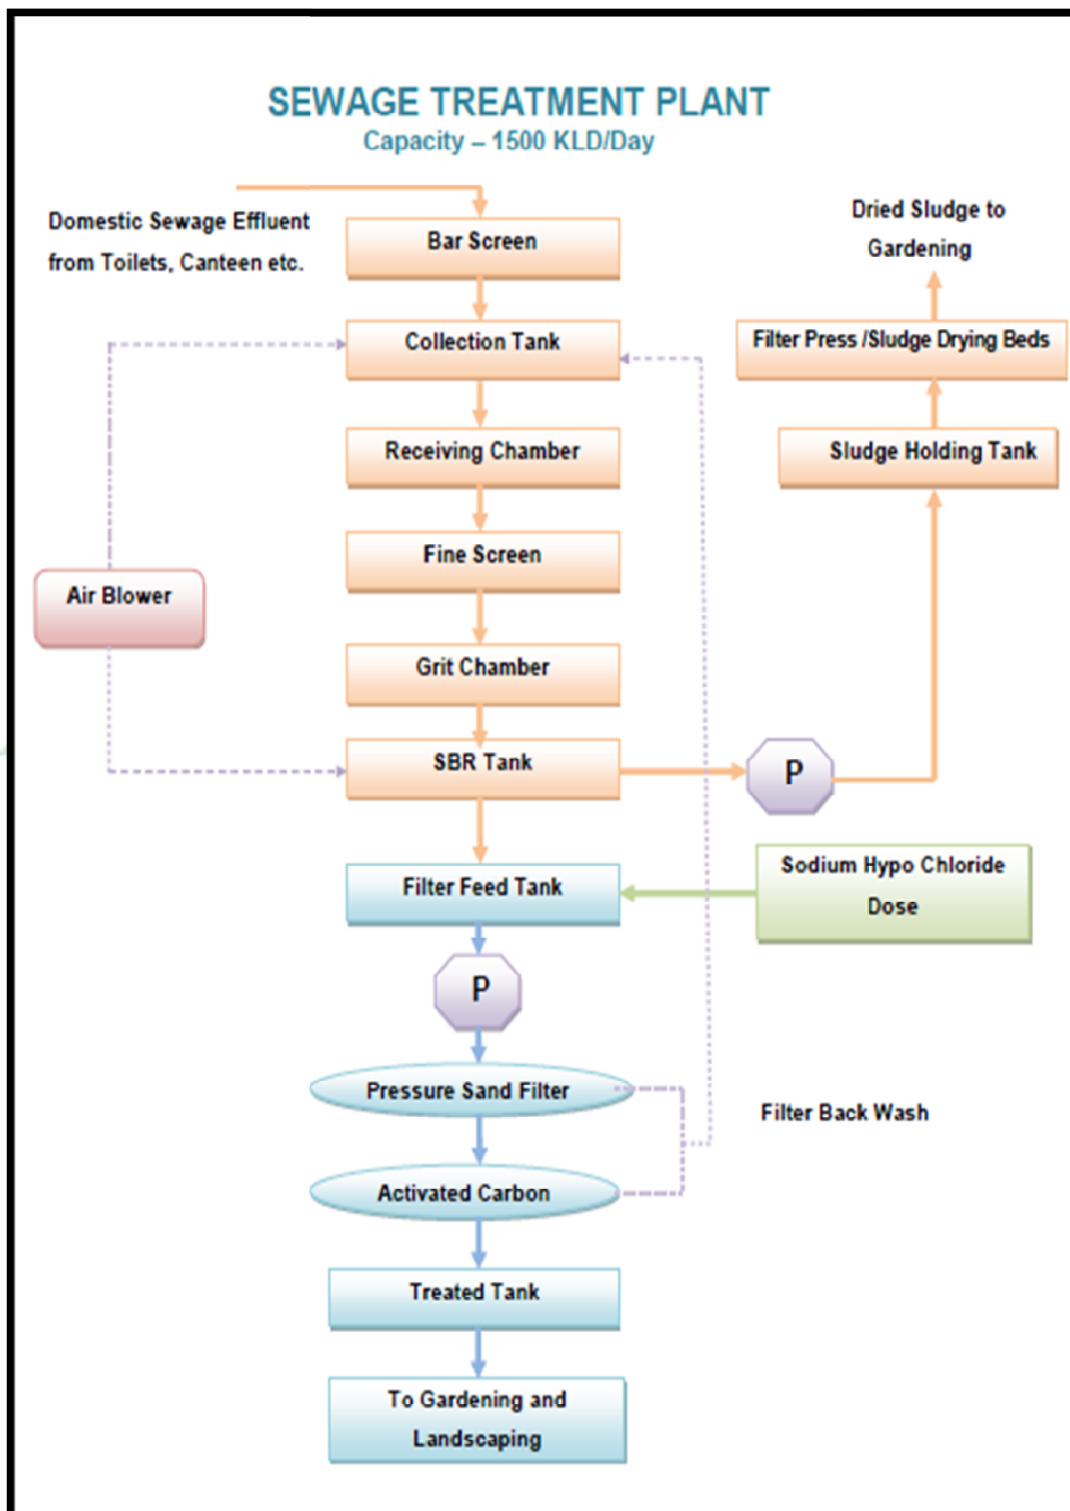 SEWAGE TREATMENT PLANT
Capacity – 1500 KLD/Day
Domestic Sewage Effluent
from Toilets, Canteen etc.
Bar Screen
Dried Sludge to
Gardening
Collection Tank
Filter Press /Sludge Drying Beds
Receiving Chamber
Sludge Holding Tank
Fine Screen
Air Blower
Grit Chamber
SBR Tank
P
Filter Feed Tank
Sodium Hypo Chloride
Dose
P
Pressure Sand Filter
Filter Back Wash
Activated Carbon
Treated Tank
To Gardening and
Landscaping